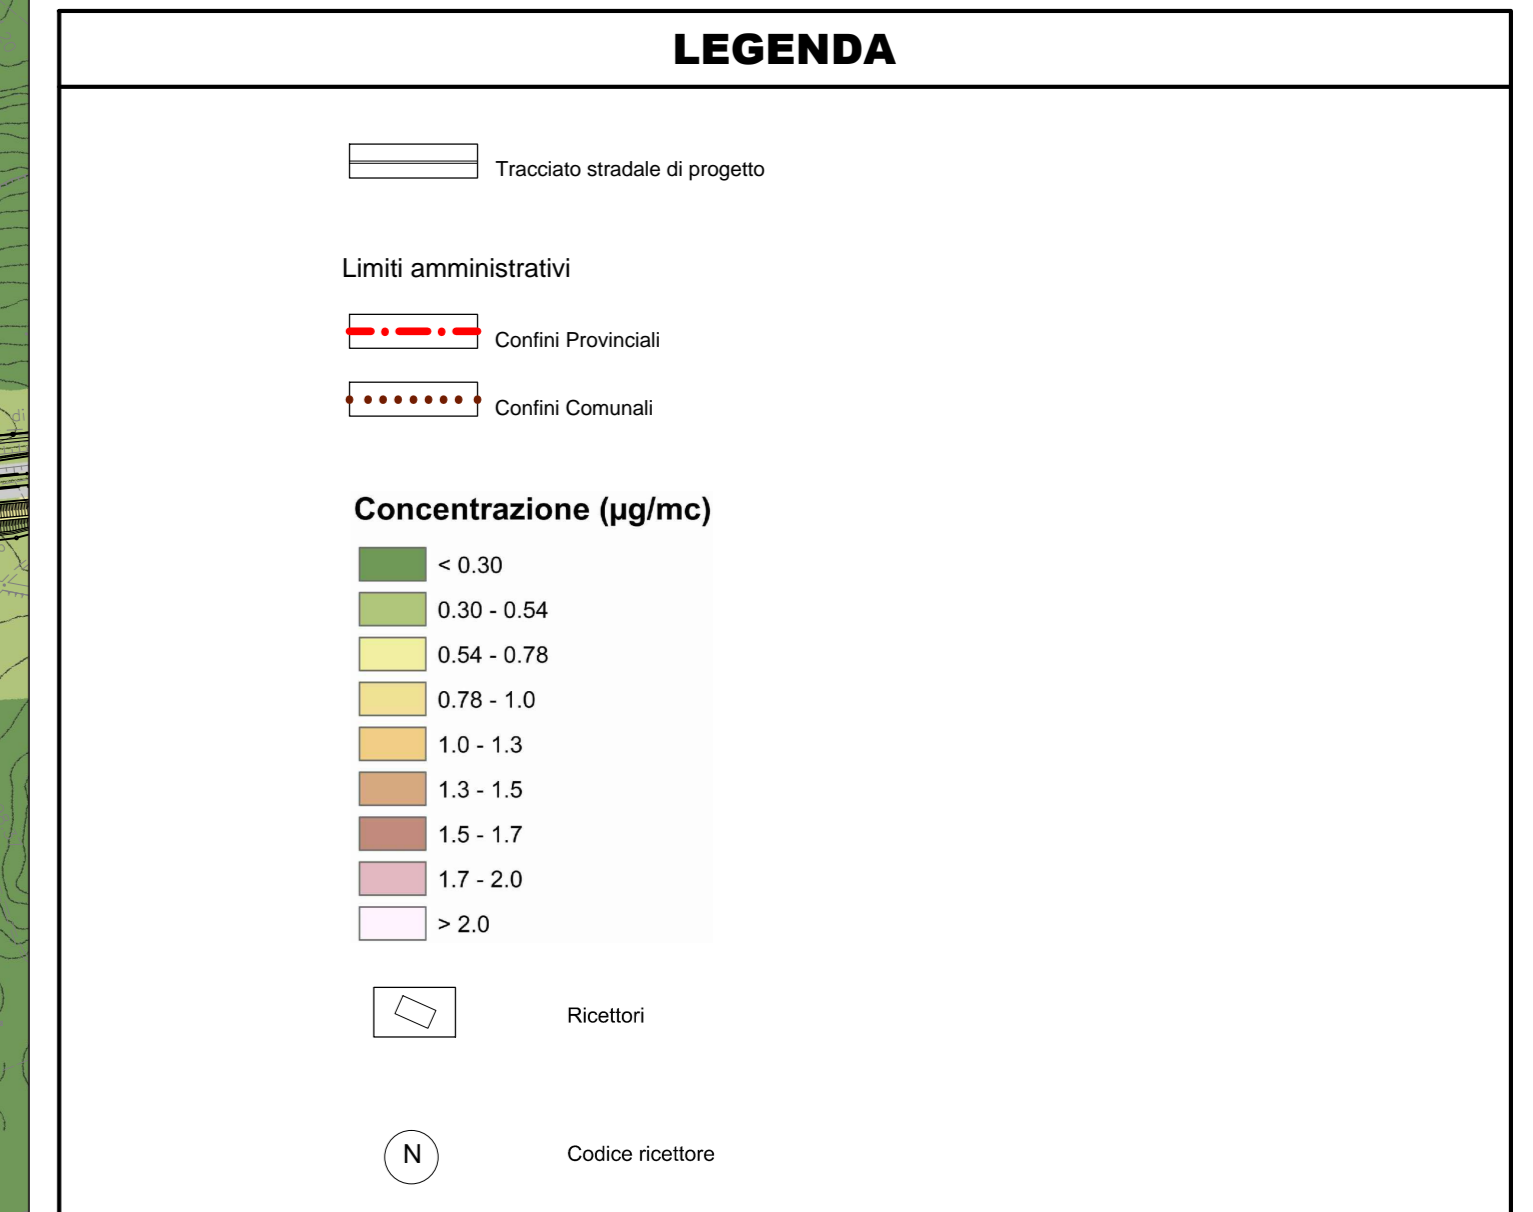 LEGENDA
Tracciato stradale di progetto
Limiti amministrativi
Confini Provinciali
Confini Comunali
Concentrazione (µg/mc)
< 0.30
0.30 - 0.54
0.54 - 0.78
0.78 - 1.0
1.0 - 1.3
1.3 - 1.5
1.5 - 1.7
1.7 - 2.0
> 2.0
Ricettori
N Codice ricettore
di